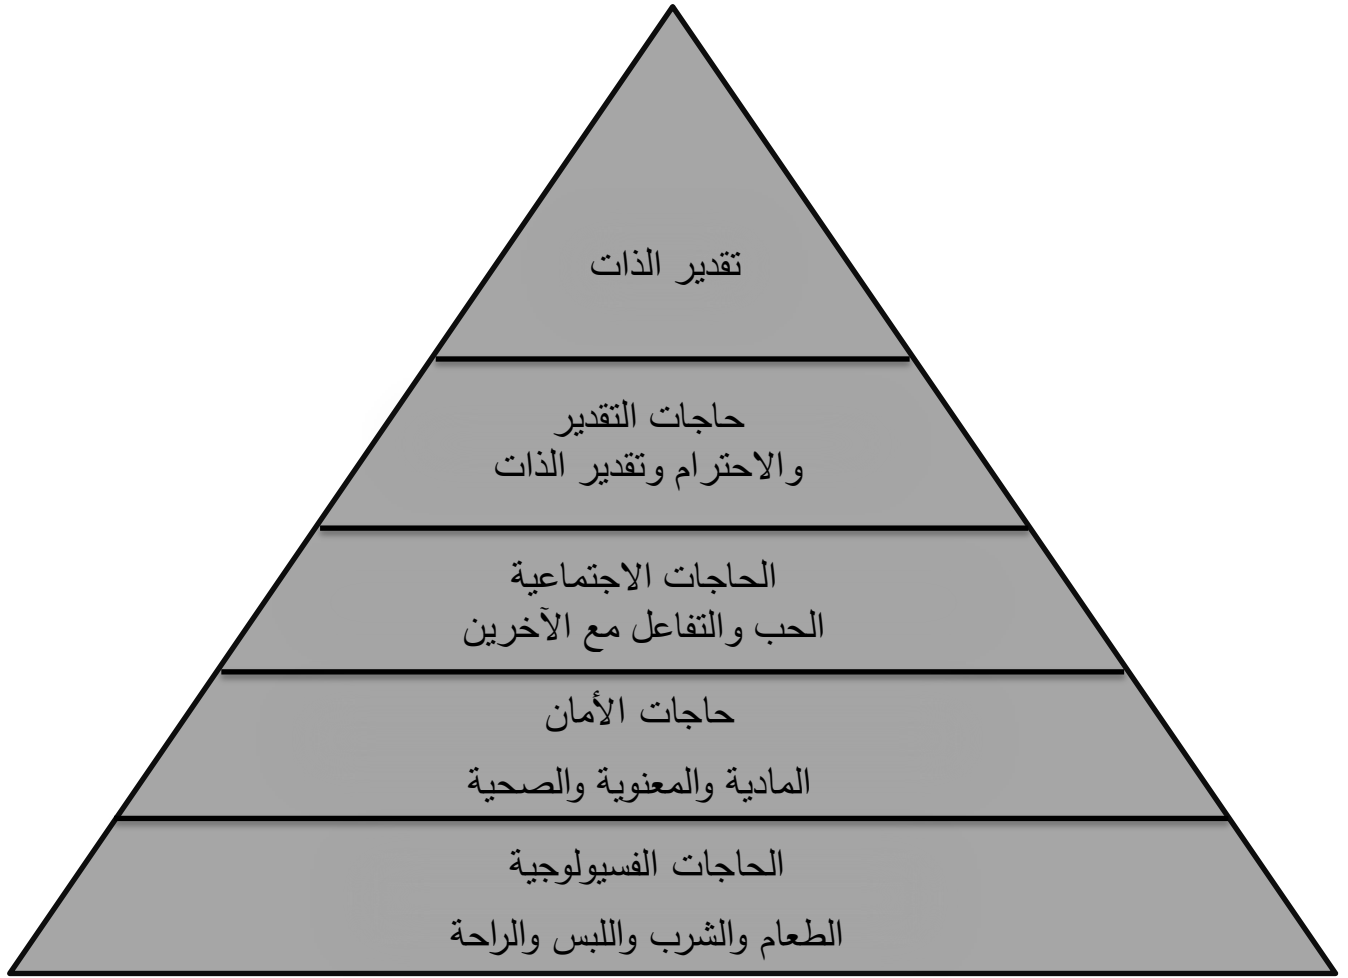 تقدير الذات
حاجات التقدير
والاحترام وتقدير الذات
الحاجات الاجتماعية
الحب والتفاعل مع الآخرين
حاجات الأمان
المادية والمعنوية والصحية
الحاجات الفسيولوجية
الطعام والشرب واللبس والراحة